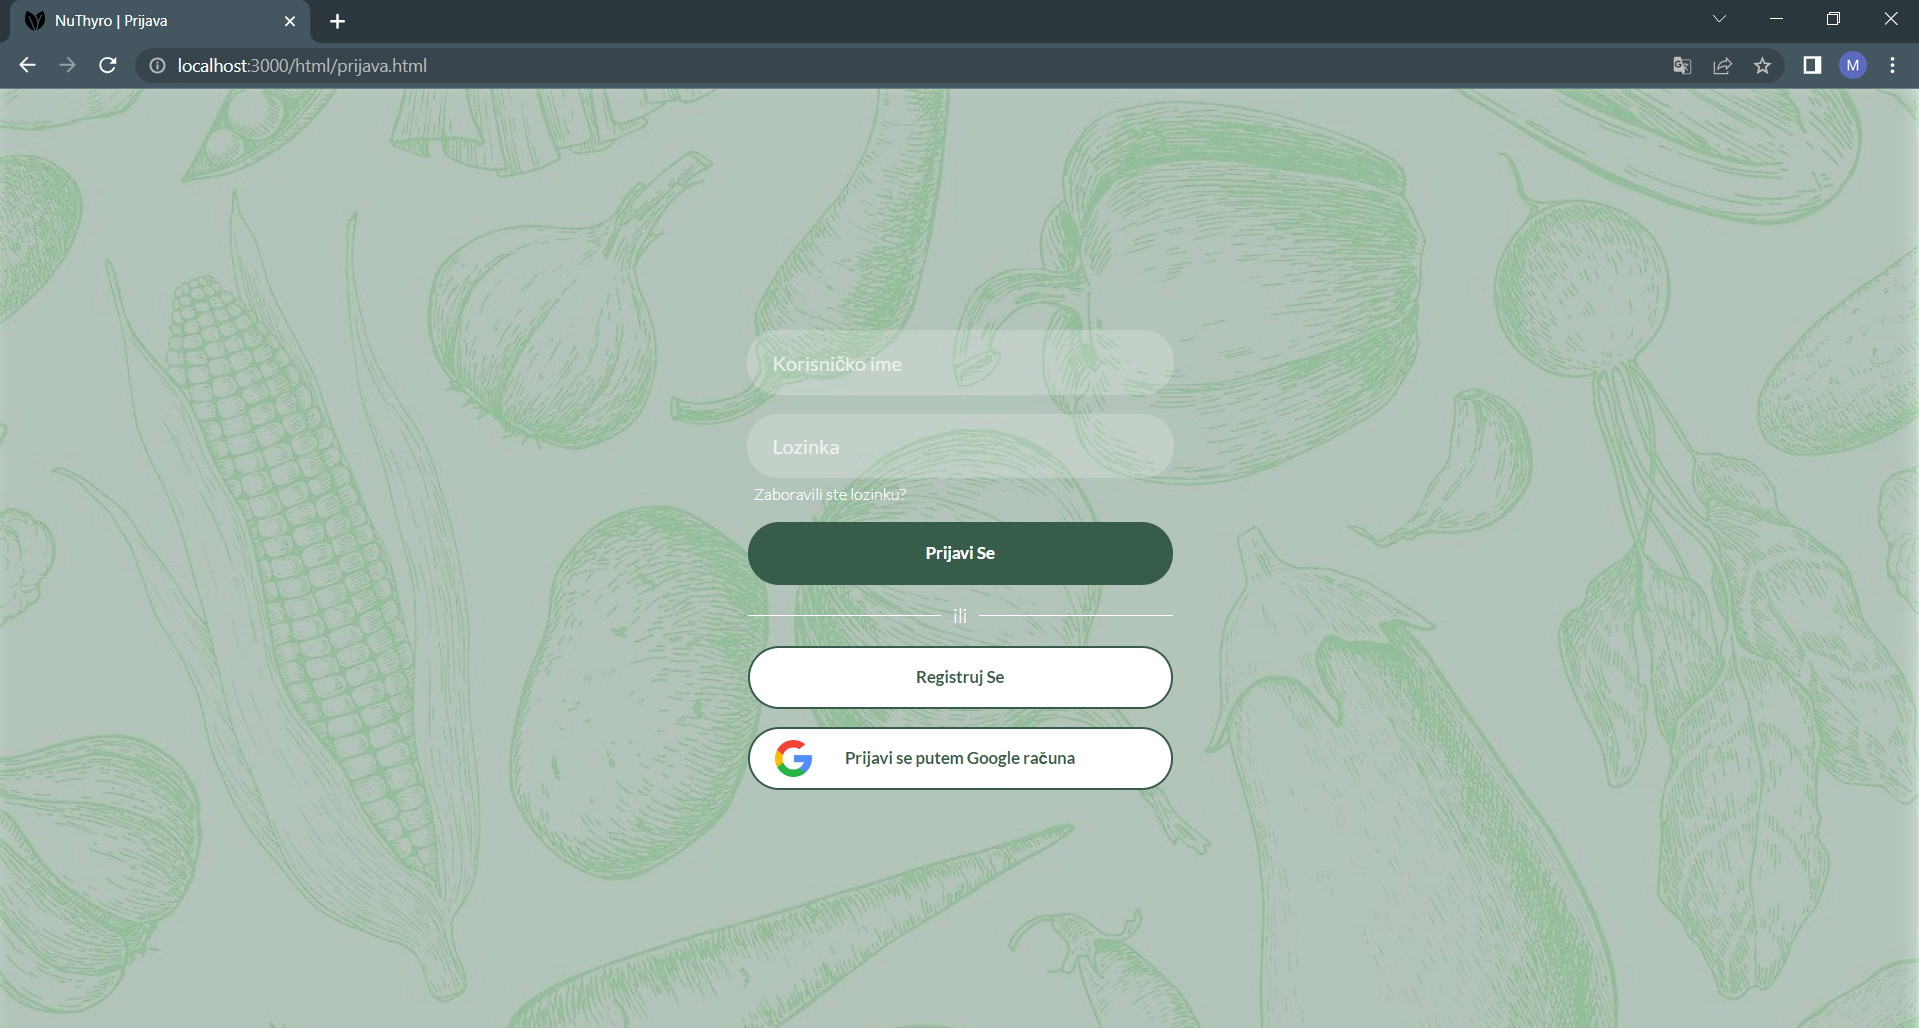 NuThyro | Prijava
localhost:3000/html/prijava.html
M
Korisničko ime
Lozinka
Zaboravili ste lozinku?
Prijavi Se
ili
Registruj Se
Prijavi se putem Google računa